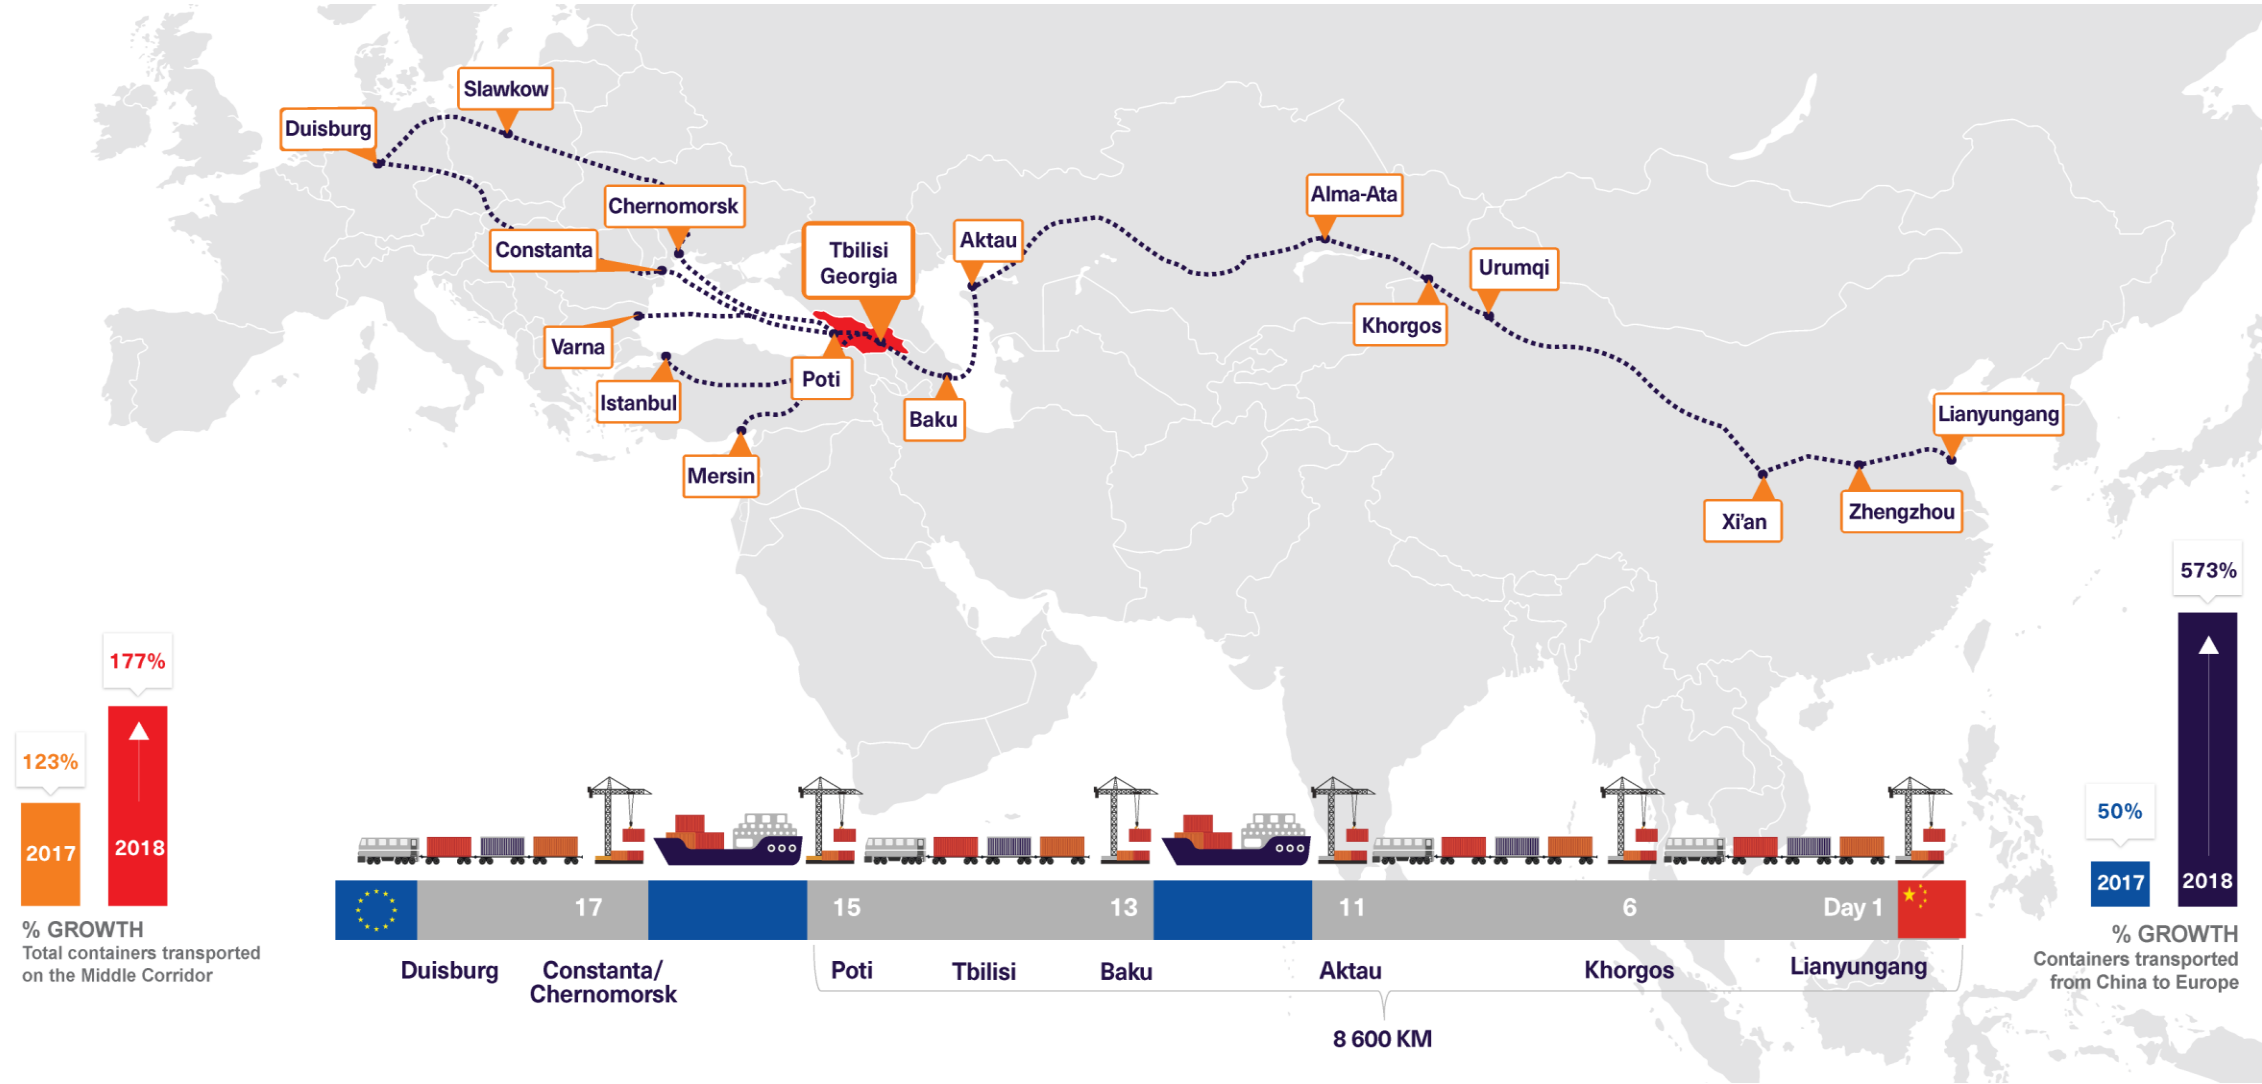 Slawkow
Duisburg
Chernomorsk
Alma-Ata
Constanta
Tbilisi
Georgia
Aktau
Urumqi
Khorgos
Varna
Poti
Istanbul
Baku
Lianyungang
Mersin
Xi'an
Zhengzhou
177%
123%
2017
2018
% GROWTH
Total containers transported
on the Middle Corridor
573%
50%
2017
2018
% GROWTH
Containers transported
from China to Europe
17
15
13
11
6
Day 1
Duisburg
Constanta/
Chernomorsk
Poti
Tbilisi
Baku
Aktau
Khorgos
Lianyungang
8 600 KM